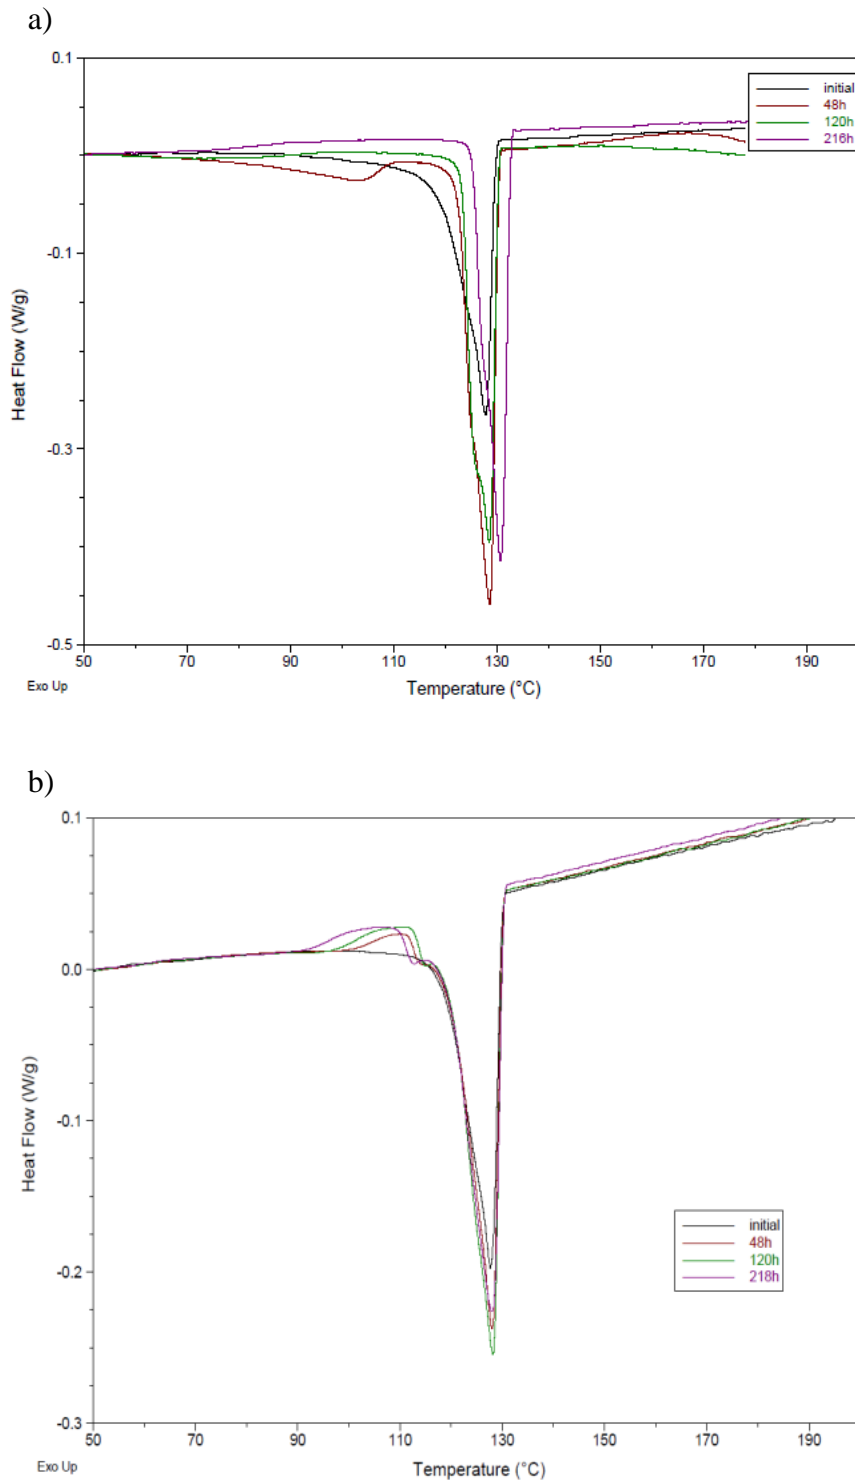 a)
0.1
initial
48h
120h
216h
-0.1
Heat Flow (W/g)
-0.3
-0.5
50 70 90 110 130 150 170 190
Exo Up
Temperature (°C)
b)
0.1
0.0
Heat Flow (W/g)
-0.1
initial
48h
120h
218h
-0.2
-0.3
50 70 90 110 130 150 170 190
Exo Up
Temperature (°C)